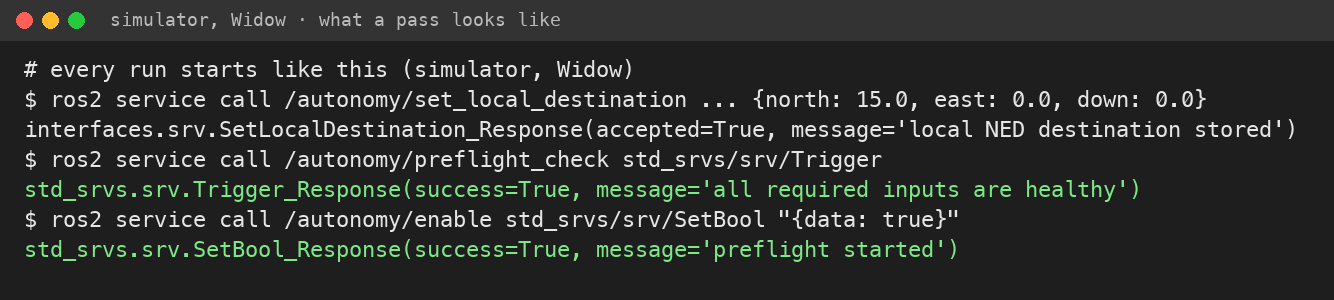 simulator, Widow · what a pass looks like
# every run starts like this (simulator, Widow)
$ ros2 service call /autonomy/set_local_destination ... {north: 15.0, east: 0.0, down: 0.0}
interfaces.srv.SetLocalDestination_Response(accepted=True, message='local NED destination stored')
$ ros2 service call /autonomy/preflight_check std_srvs/srv/Trigger
std_srvs.srv.Trigger_Response(success=True, message='all required inputs are healthy')
$ ros2 service call /autonomy/enable std_srvs/srv/SetBool "{data: true}"
std_srvs.srv.SetBool_Response(success=True, message='preflight started')